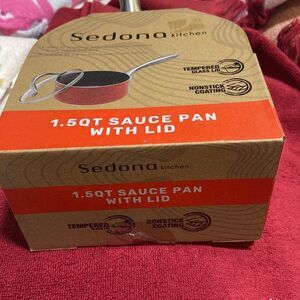 Sedona
kitchen
TEMPERED
GLASS LID
NONSTICK
COATING
1.5QT SAUCE PAN
WITH LID
Sedona kitchen
1.5QT SAUCE PAN
WITH LID
TEMPERED
NONSTICK
COATING